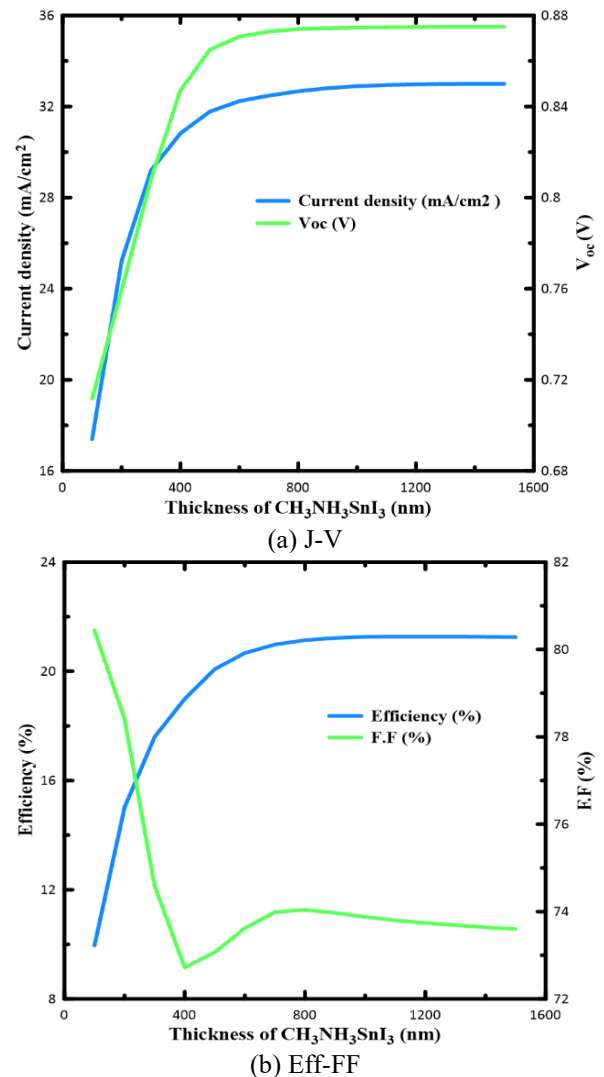 36
32
28
24
20
16
Current density (mA/cm²)
0.88
0.84
0.8
0.76
0.72
0.68
Voc (V)
Current density (mA/cm2 )
Voc (V)
0
400
800
1200
1600
Thickness of CH₃NH₃SnI₃ (nm)
(a) J-V
24
20
16
12
8
Efficiency (%)
82
80
78
76
74
72
F.F (%)
Efficiency (%)
F.F (%)
0
400
800
1200
1600
Thickness of CH₃NH₃SnI₃ (nm)
(b) Eff-FF